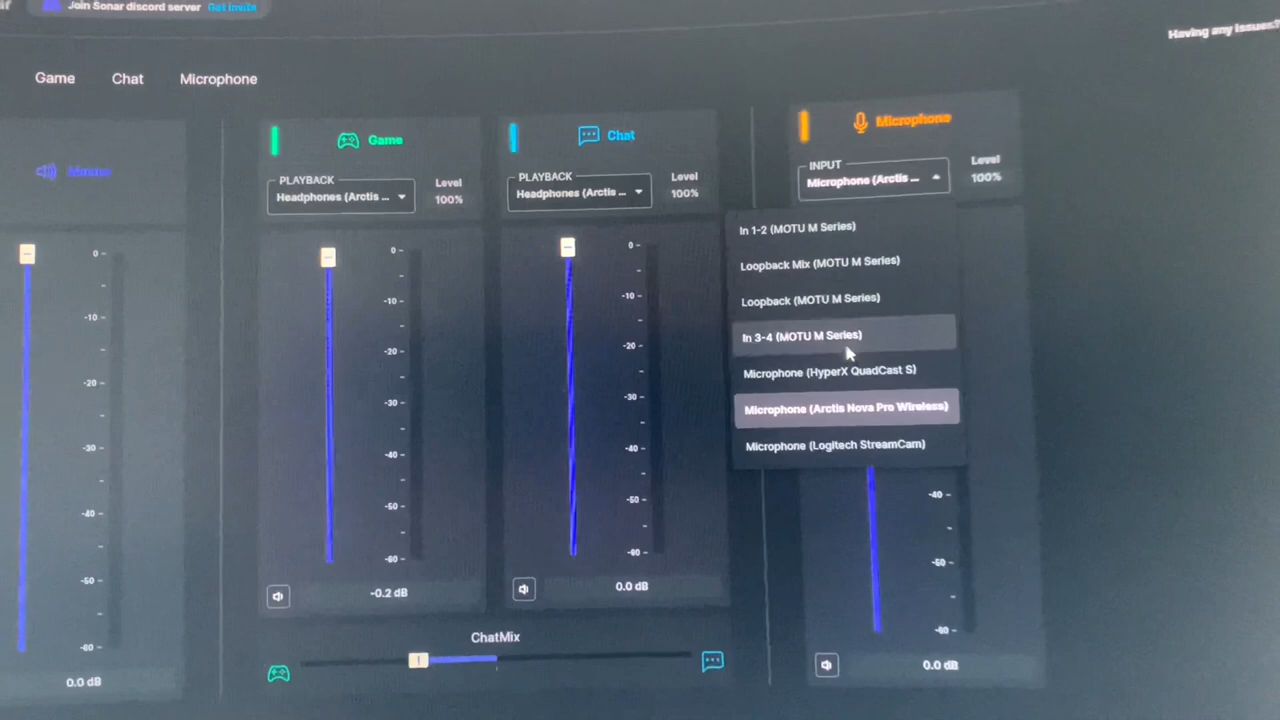 Join Sonar discord server Get invite
Having any issues?
Game Chat Microphone
Game
PLAYBACK
Headphones (Arctis ...
Level
100%
Chat
PLAYBACK
Headphones (Arctis ...
Level
100%
Microphone
INPUT
Microphone (Arctis ...
Level
100%
In 1-2 (MOTU M Series)
Loopback Mix (MOTU M Series)
Loopback (MOTU M Series)
In 3-4 (MOTU M Series)
Microphone (HyperX QuadCast S)
Microphone (Arctis Nova Pro Wireless)
Microphone (Logitech StreamCam)
0
-10
-20
-30
-40
-50
-60
0.0 dB
0
-10
-20
-30
-40
-50
-60
-0.2 dB
0
-10
-20
-30
-40
-50
-60
0.0 dB
-40
-50
-60
0.0 dB
ChatMix